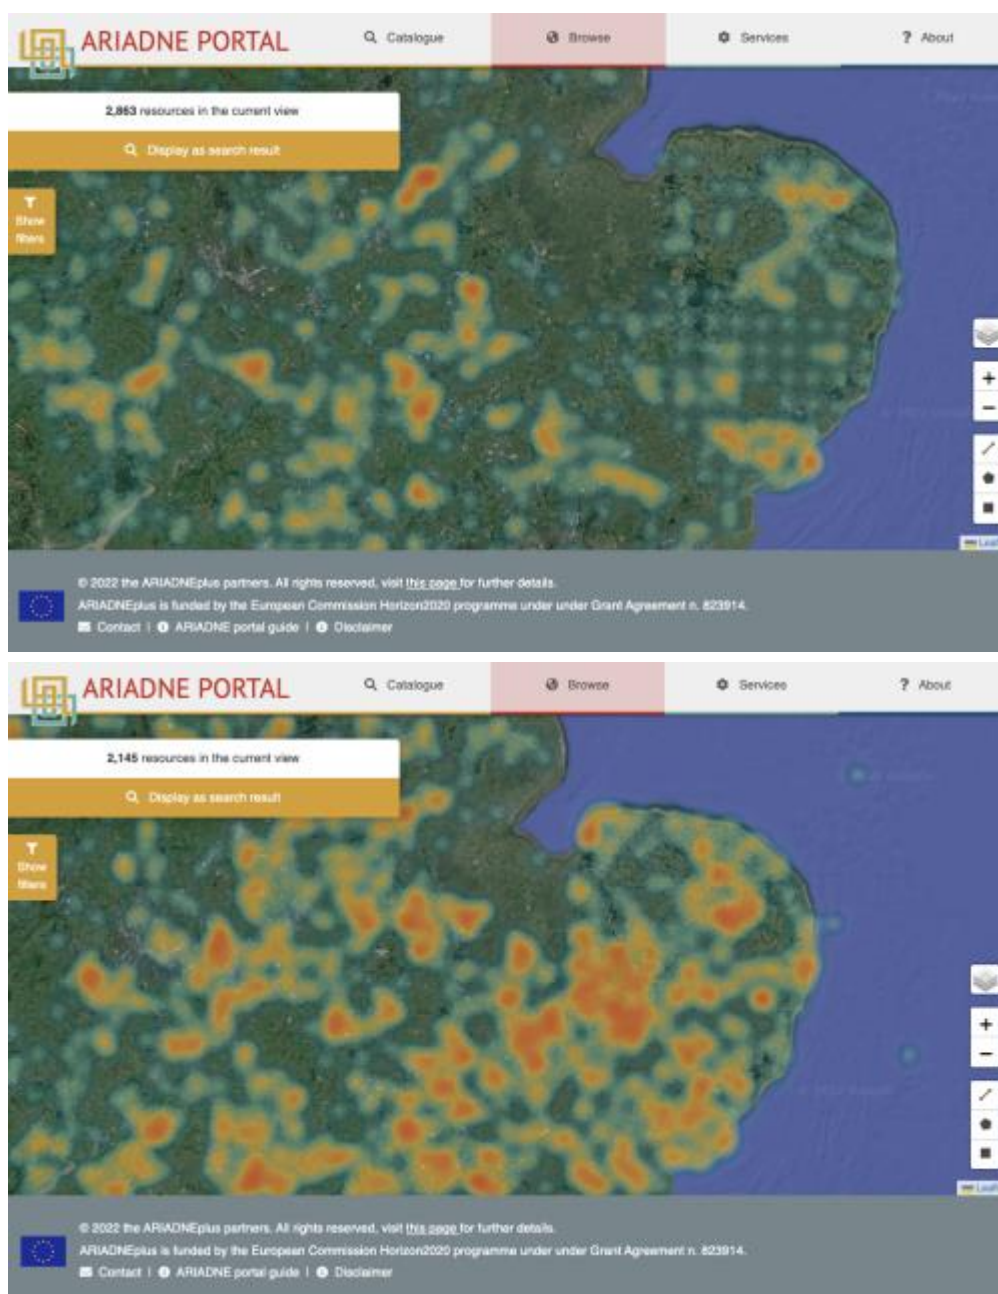 ARIADNE PORTAL
Catalogue
Browse
Services
? About
2,863 resources in the current view
Display as search result
Show
filters
+
−
© 2022 the ARIADNEplus partners. All rights reserved, visit this page for further details.
ARIADNEplus is funded by the European Commission Horizon2020 programme under under Grant Agreement n. 823914.
Contact | ARIADNE portal guide | Disclaimer
ARIADNE PORTAL
Catalogue
Browse
Services
? About
2,145 resources in the current view
Display as search result
Show
filters
+
−
© 2022 the ARIADNEplus partners. All rights reserved, visit this page for further details.
ARIADNEplus is funded by the European Commission Horizon2020 programme under under Grant Agreement n. 823914.
Contact | ARIADNE portal guide | Disclaimer